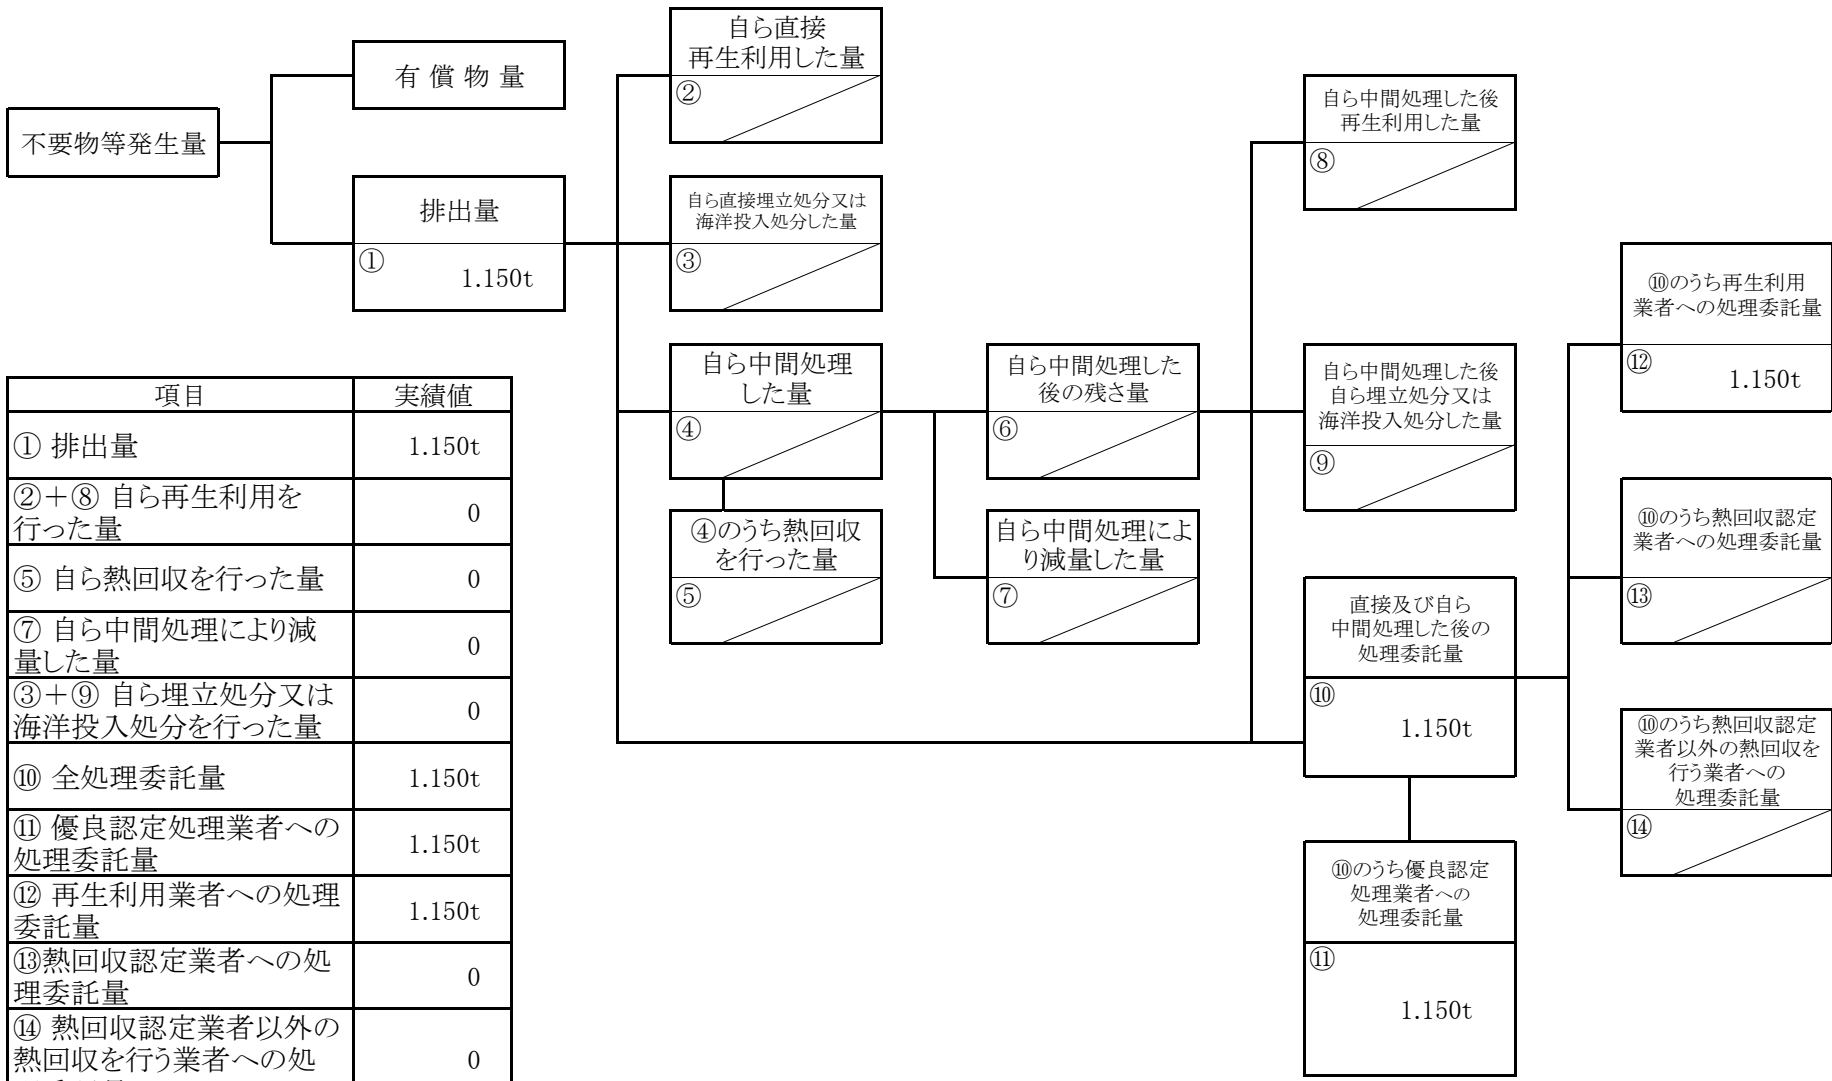 不要物等発生量
有 償 物 量
排出量
①
1.150t
自ら直接
再生利用した量
②
自ら直接埋立処分又は
海洋投入処分した量
③
自ら中間処理
した量
④
④のうち熱回収
を行った量
⑤
自ら中間処理した
後の残さ量
⑥
自ら中間処理によ
り減量した量
⑦
自ら中間処理した後
再生利用した量
⑧
自ら中間処理した後
自ら埋立処分又は
海洋投入処分した量
⑨
直接及び自ら
中間処理した後の
処理委託量
⑩
1.150t
⑩のうち優良認定
処理業者への
処理委託量
⑪
1.150t
⑩のうち再生利用
業者への処理委託量
⑫
1.150t
⑩のうち熱回収認定
業者への処理委託量
⑬
⑩のうち熱回収認定
業者以外の熱回収を
行う業者への
処理委託量
⑭
項目 実績値
① 排出量 1.150t
②+⑧ 自ら再生利用を
行った量 0
⑤ 自ら熱回収を行った量 0
⑦ 自ら中間処理により減
量した量 0
③+⑨ 自ら埋立処分又は
海洋投入処分を行った量 0
⑩ 全処理委託量 1.150t
⑪ 優良認定処理業者への
処理委託量 1.150t
⑫ 再生利用業者への処理
委託量 1.150t
⑬熱回収認定業者への処
理委託量 0
⑭ 熱回収認定業者以外の
熱回収を行う業者への処 0